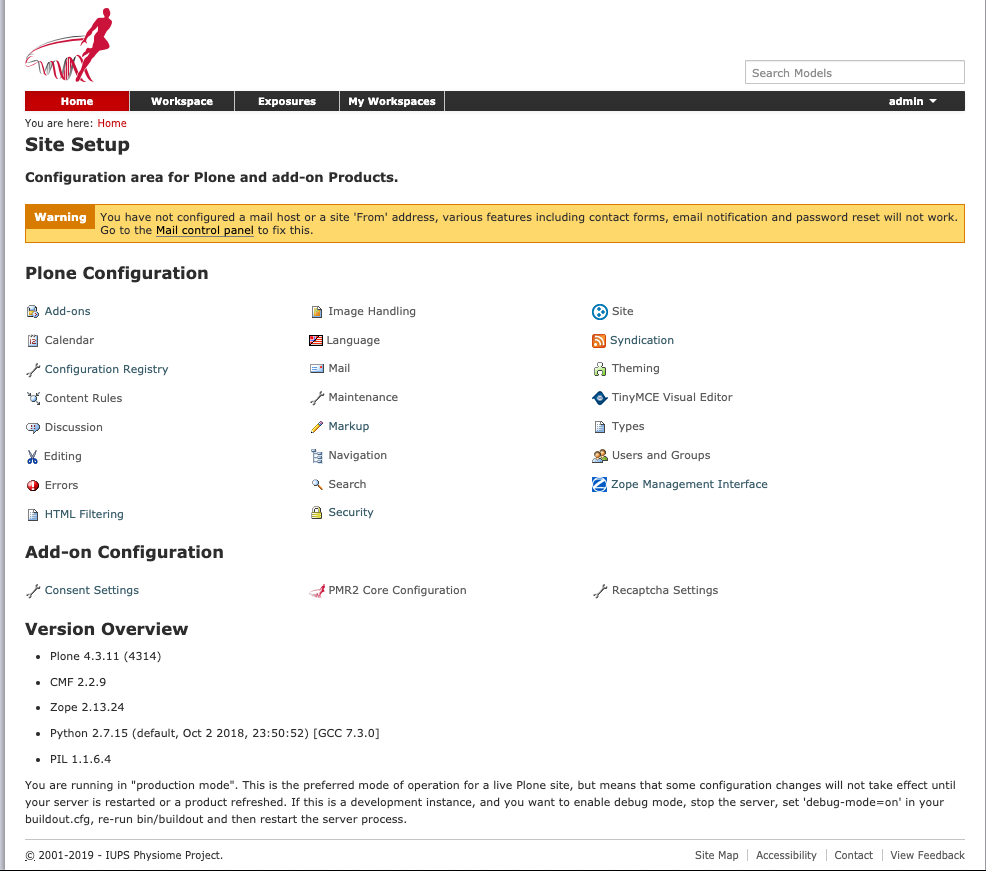 Search Models
Home Workspace Exposures My Workspaces admin
You are here: Home
Site Setup
Configuration area for Plone and add-on Products.
Warning You have not configured a mail host or a site 'From' address, various features including contact forms, email notification and password reset will not work.
Go to the Mail control panel to fix this.
Plone Configuration
Add-ons
Calendar
Configuration Registry
Content Rules
Discussion
Editing
Errors
HTML Filtering
Image Handling
Language
Mail
Maintenance
Markup
Navigation
Search
Security
Site
Syndication
Theming
TinyMCE Visual Editor
Types
Users and Groups
Zope Management Interface
Add-on Configuration
Consent Settings
PMR2 Core Configuration
Recaptcha Settings
Version Overview
• Plone 4.3.11 (4314)
• CMF 2.2.9
• Zope 2.13.24
• Python 2.7.15 (default, Oct 2 2018, 23:50:52) [GCC 7.3.0]
• PIL 1.1.6.4
You are running in "production mode". This is the preferred mode of operation for a live Plone site, but means that some configuration changes will not take effect until
your server is restarted or a product refreshed. If this is a development instance, and you want to enable debug mode, stop the server, set 'debug-mode=on' in your
buildout.cfg, re-run bin/buildout and then restart the server process.
© 2001-2019 - IUPS Physiome Project.
Site Map Accessibility Contact View Feedback